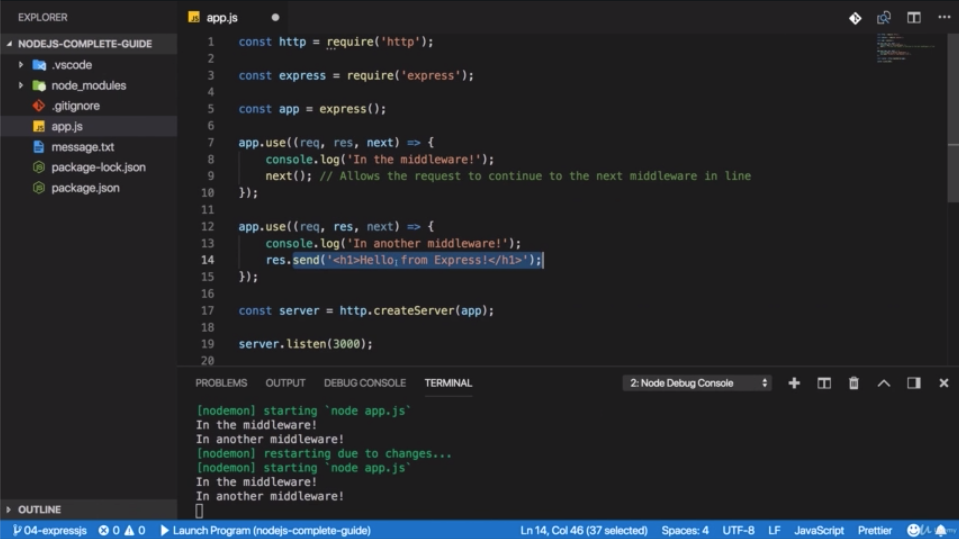 EXPLORER
NODEJS-COMPLETE-GUIDE
.vscode
node_modules
.gitignore
JS app.js
message.txt
package-lock.json
package.json
OUTLINE
JS app.js
1 const http = require('http');
2
3 const express = require('express');
4
5 const app = express();
6
7 app.use((req, res, next) => {
8 console.log('In the middleware!');
9 next(); // Allows the request to continue to the next middleware in line
10 });
11
12 app.use((req, res, next) => {
13 console.log('In another middleware!');
14 res.send('<h1>Hello from Express!</h1>');
15 });
16
17 const server = http.createServer(app);
18
19 server.listen(3000);
20
PROBLEMS OUTPUT DEBUG CONSOLE TERMINAL 2: Node Debug Console
[nodemon] starting `node app.js`
In the middleware!
In another middleware!
[nodemon] restarting due to changes...
[nodemon] starting `node app.js`
In the middleware!
In another middleware!
04-expressjs 0 0 Launch Program (nodejs-complete-guide) Ln 14, Col 46 (37 selected) Spaces: 4 UTF-8 LF JavaScript Prettier